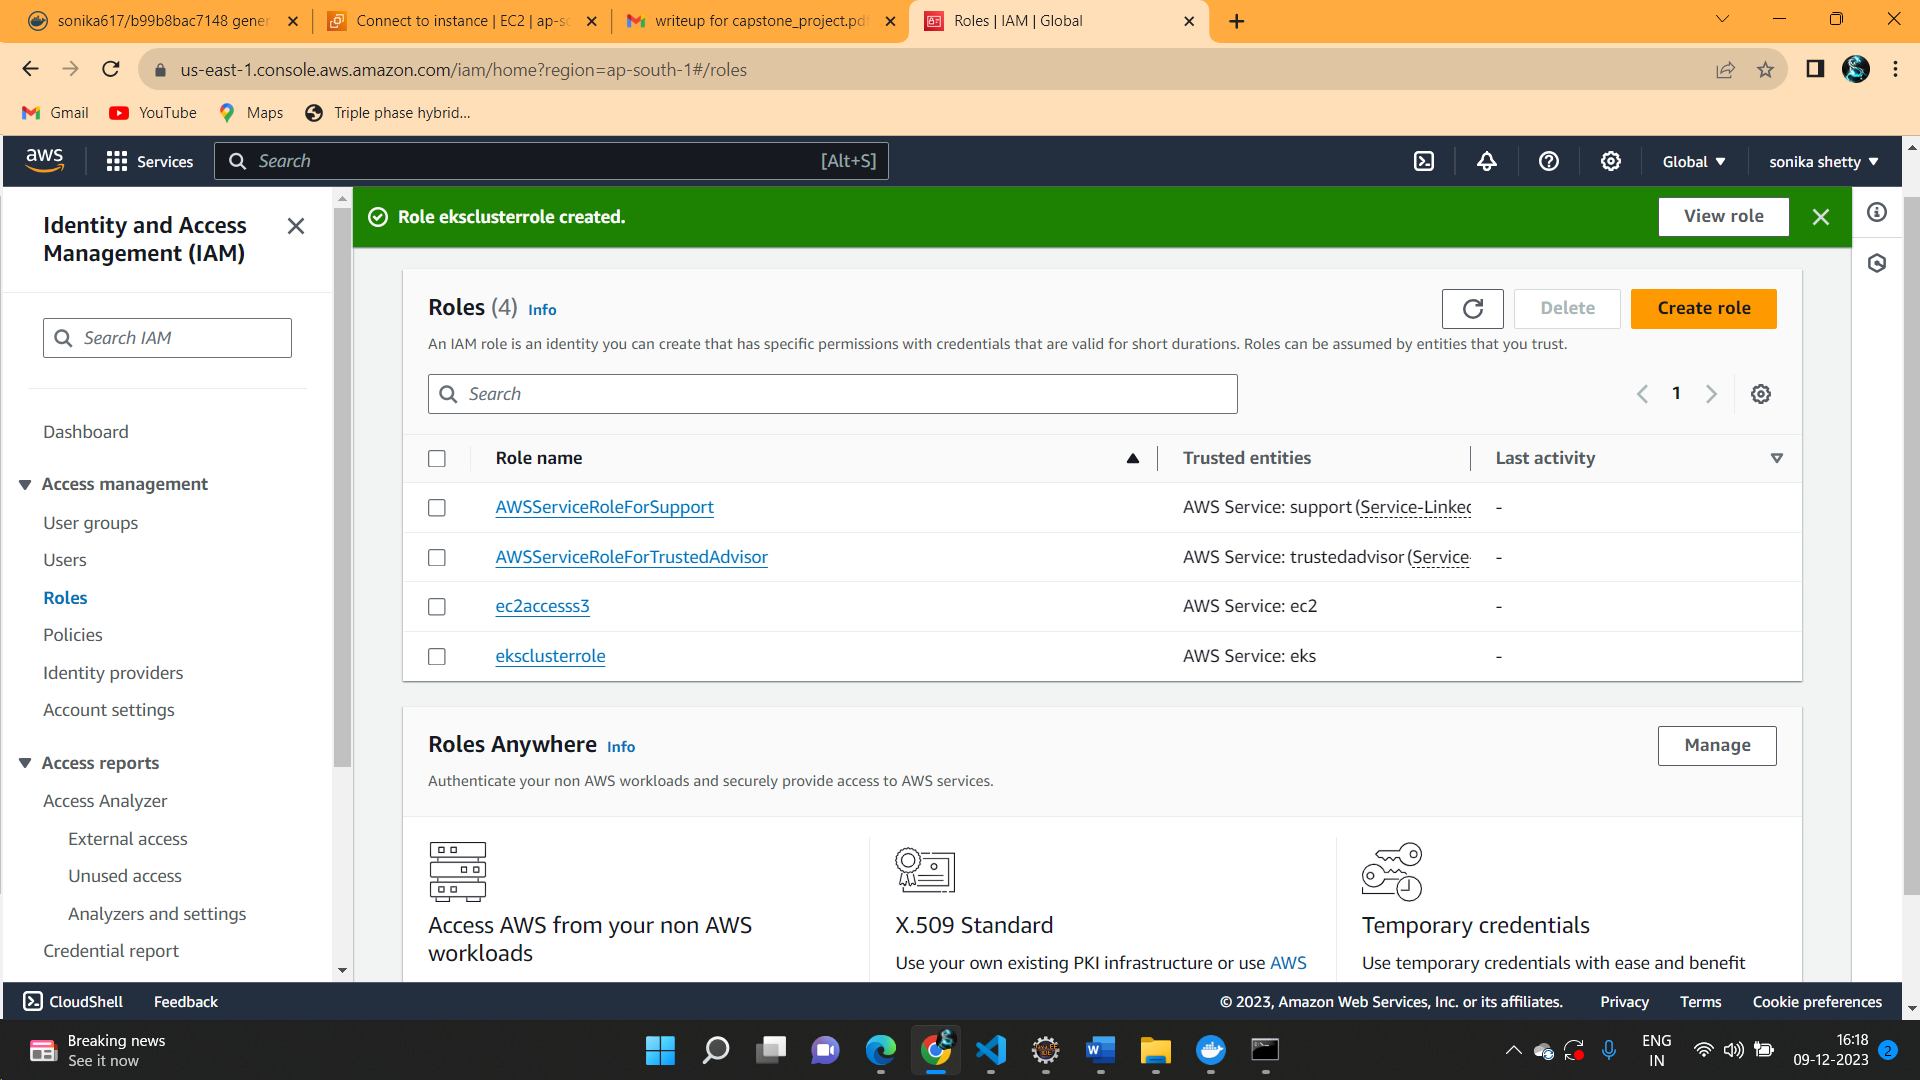 sonika617/b99b8bac7148 gener
Connect to instance | EC2 | ap-so
writeup for capstone_project.pdf
Roles | IAM | Global
us-east-1.console.aws.amazon.com/iam/home?region=ap-south-1#/roles
Gmail
YouTube
Maps
Triple phase hybrid...
aws
Services
Search
[Alt+S]
Global
sonika shetty
Identity and Access
Management (IAM)
Search IAM
Dashboard
Access management
User groups
Users
Roles
Policies
Identity providers
Account settings
Access reports
Access Analyzer
External access
Unused access
Analyzers and settings
Credential report
Role eksclusterrole created.
View role
Roles (4) Info
Delete
Create role
An IAM role is an identity you can create that has specific permissions with credentials that are valid for short durations. Roles can be assumed by entities that you trust.
Search
1
Role name
Trusted entities
Last activity
AWSServiceRoleForSupport
AWS Service: support (Service-Linked
-
AWSServiceRoleForTrustedAdvisor
AWS Service: trustedadvisor (Service-
-
ec2accesss3
AWS Service: ec2
-
eksclusterrole
AWS Service: eks
-
Roles Anywhere Info
Manage
Authenticate your non AWS workloads and securely provide access to AWS services.
Access AWS from your non AWS
workloads
X.509 Standard
Use your own existing PKI infrastructure or use AWS
Temporary credentials
Use temporary credentials with ease and benefit
CloudShell
Feedback
© 2023, Amazon Web Services, Inc. or its affiliates.
Privacy
Terms
Cookie preferences
Breaking news
See it now
ENG
IN
16:18
09-12-2023
2